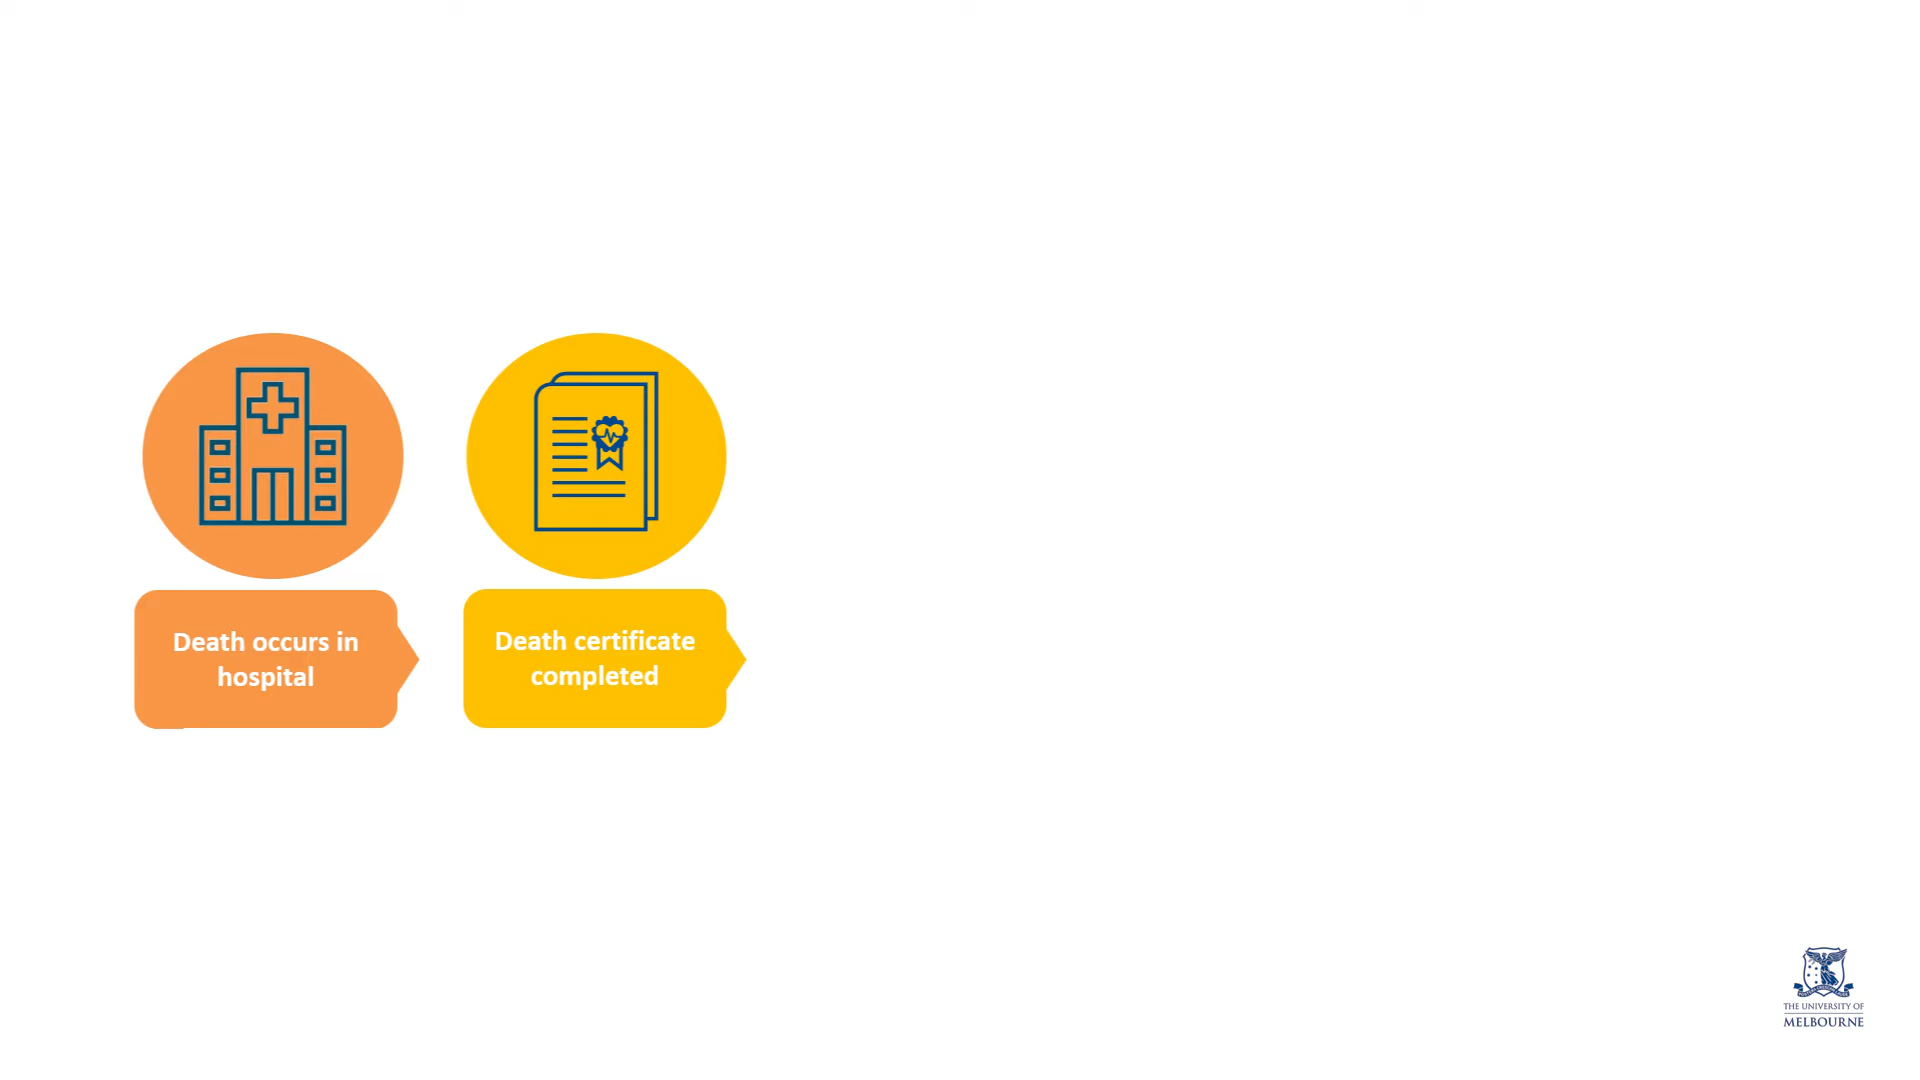 Death occurs in
hospital
Death certificate
completed
THE UNIVERSITY OF
MELBOURNE